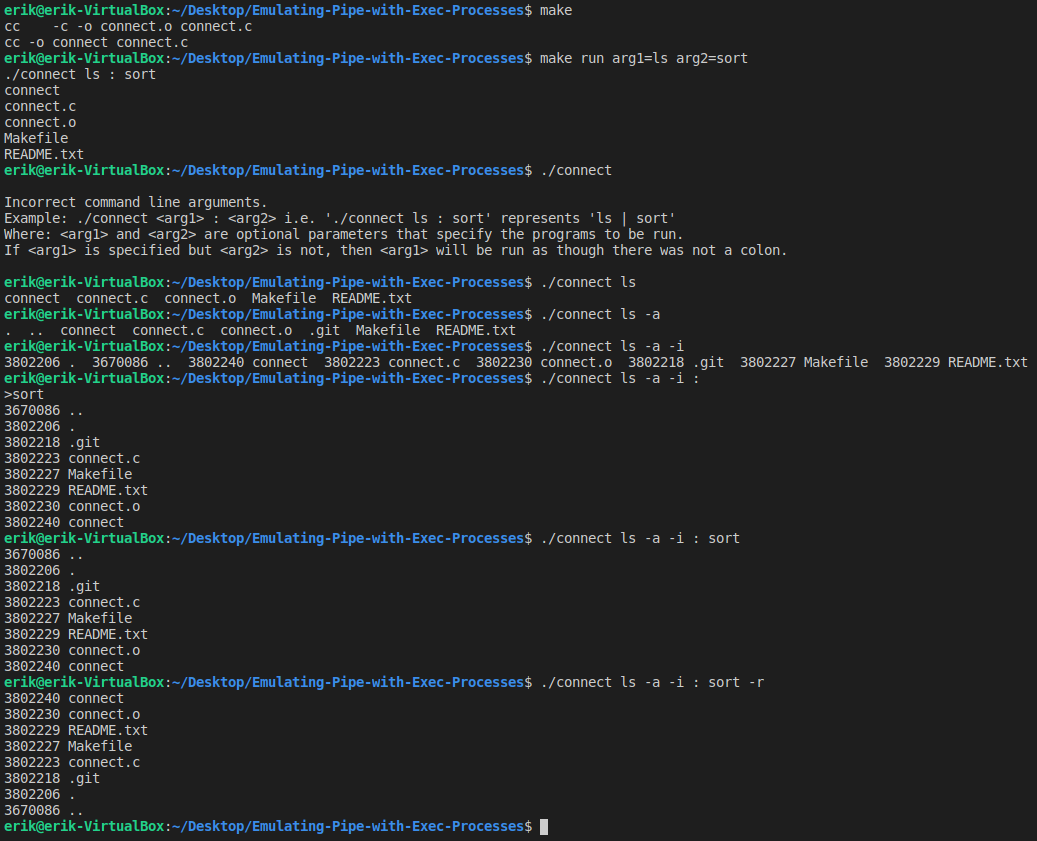 erik@erik-VirtualBox:~/Desktop/Emulating-Pipe-with-Exec-Processes$ make
cc    -c -o connect.o connect.c
cc -o connect connect.c
erik@erik-VirtualBox:~/Desktop/Emulating-Pipe-with-Exec-Processes$ make run arg1=ls arg2=sort
./connect ls : sort
connect
connect.c
connect.o
Makefile
README.txt
erik@erik-VirtualBox:~/Desktop/Emulating-Pipe-with-Exec-Processes$ ./connect

Incorrect command line arguments.
Example: ./connect <arg1> : <arg2> i.e. './connect ls : sort' represents 'ls | sort'
Where: <arg1> and <arg2> are optional parameters that specify the programs to be run.
If <arg1> is specified but <arg2> is not, then <arg1> will be run as though there was not a colon.

erik@erik-VirtualBox:~/Desktop/Emulating-Pipe-with-Exec-Processes$ ./connect ls
connect  connect.c  connect.o  Makefile  README.txt
erik@erik-VirtualBox:~/Desktop/Emulating-Pipe-with-Exec-Processes$ ./connect ls -a
.  ..  connect  connect.c  connect.o  .git  Makefile  README.txt
erik@erik-VirtualBox:~/Desktop/Emulating-Pipe-with-Exec-Processes$ ./connect ls -a -i
3802206 .  3670086 ..  3802240 connect  3802223 connect.c  3802230 connect.o  3802218 .git  3802227 Makefile  3802229 README.txt
erik@erik-VirtualBox:~/Desktop/Emulating-Pipe-with-Exec-Processes$ ./connect ls -a -i :
>sort
3670086 ..
3802206 .
3802218 .git
3802223 connect.c
3802227 Makefile
3802229 README.txt
3802230 connect.o
3802240 connect
erik@erik-VirtualBox:~/Desktop/Emulating-Pipe-with-Exec-Processes$ ./connect ls -a -i : sort
3670086 ..
3802206 .
3802218 .git
3802223 connect.c
3802227 Makefile
3802229 README.txt
3802230 connect.o
3802240 connect
erik@erik-VirtualBox:~/Desktop/Emulating-Pipe-with-Exec-Processes$ ./connect ls -a -i : sort -r
3802240 connect
3802230 connect.o
3802229 README.txt
3802227 Makefile
3802223 connect.c
3802218 .git
3802206 .
3670086 ..
erik@erik-VirtualBox:~/Desktop/Emulating-Pipe-with-Exec-Processes$